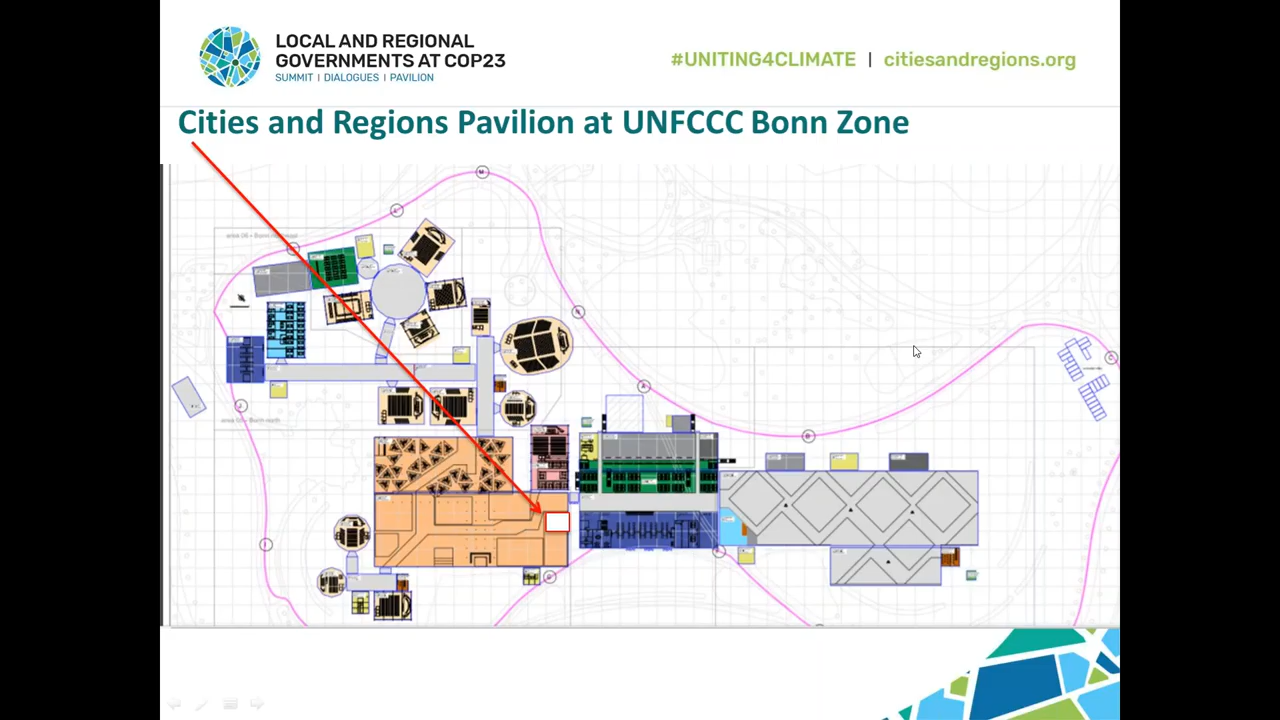 LOCAL AND REGIONAL
GOVERNMENTS AT COP23
SUMMIT | DIALOGUES | PAVILION
#UNITING4CLIMATE | citiesandregions.org
Cities and Regions Pavilion at UNFCCC Bonn Zone